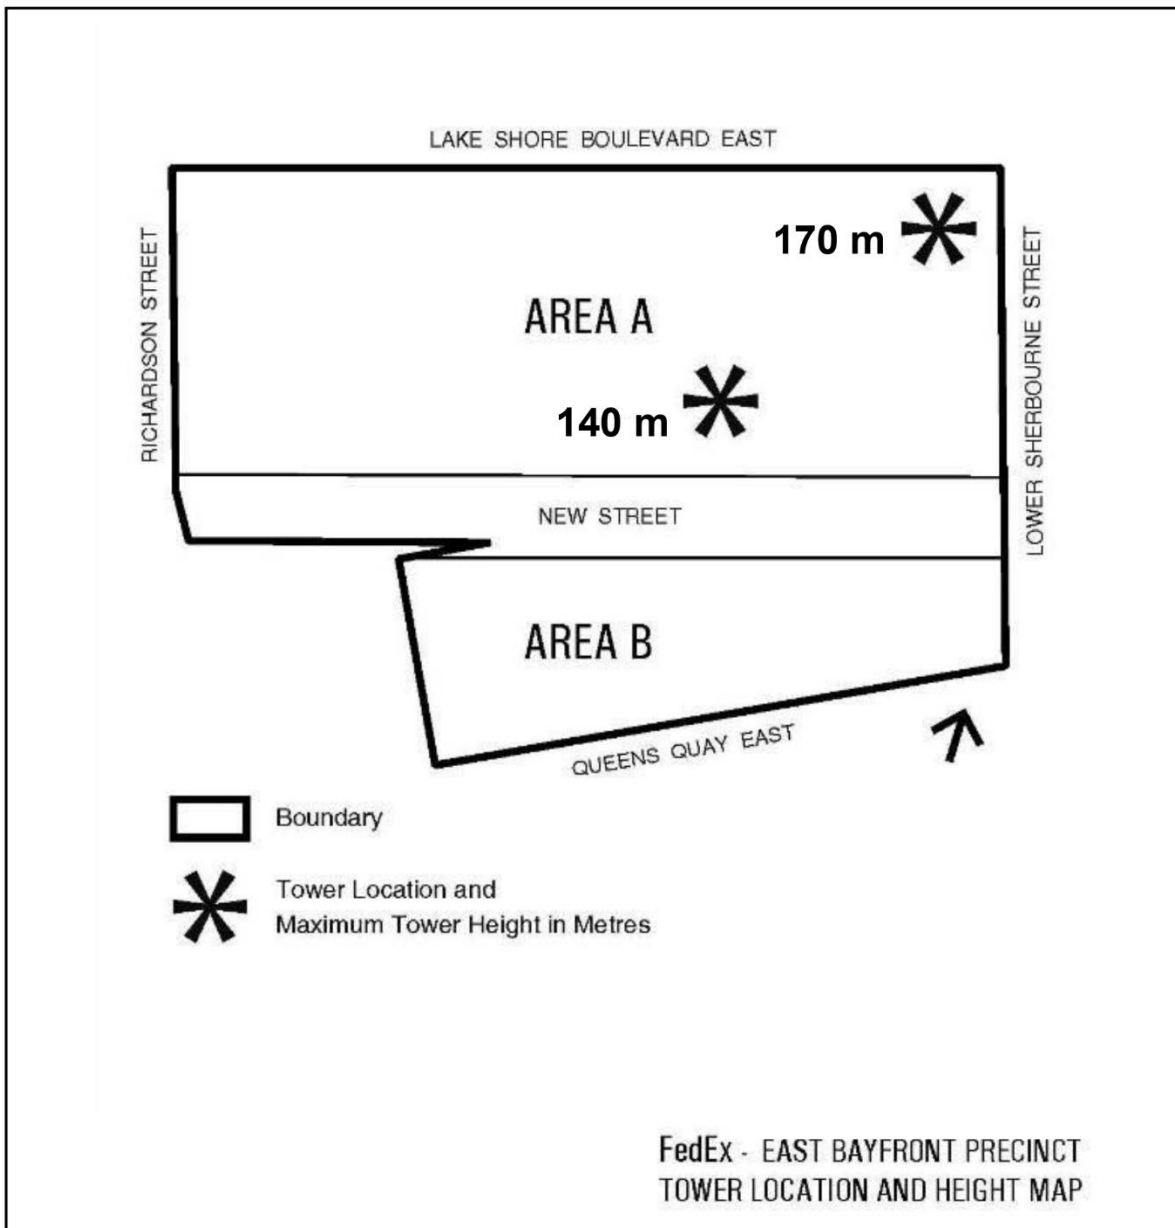 LAKE SHORE BOULEVARD EAST
170 m
RICHARDSON STREET
LOWER SHERBOURNE STREET
AREA A
140 m
NEW STREET
AREA B
QUEENS QUAY EAST
Boundary
Tower Location and
Maximum Tower Height in Metres
FedEx - EAST BAYFRONT PRECINCT
TOWER LOCATION AND HEIGHT MAP